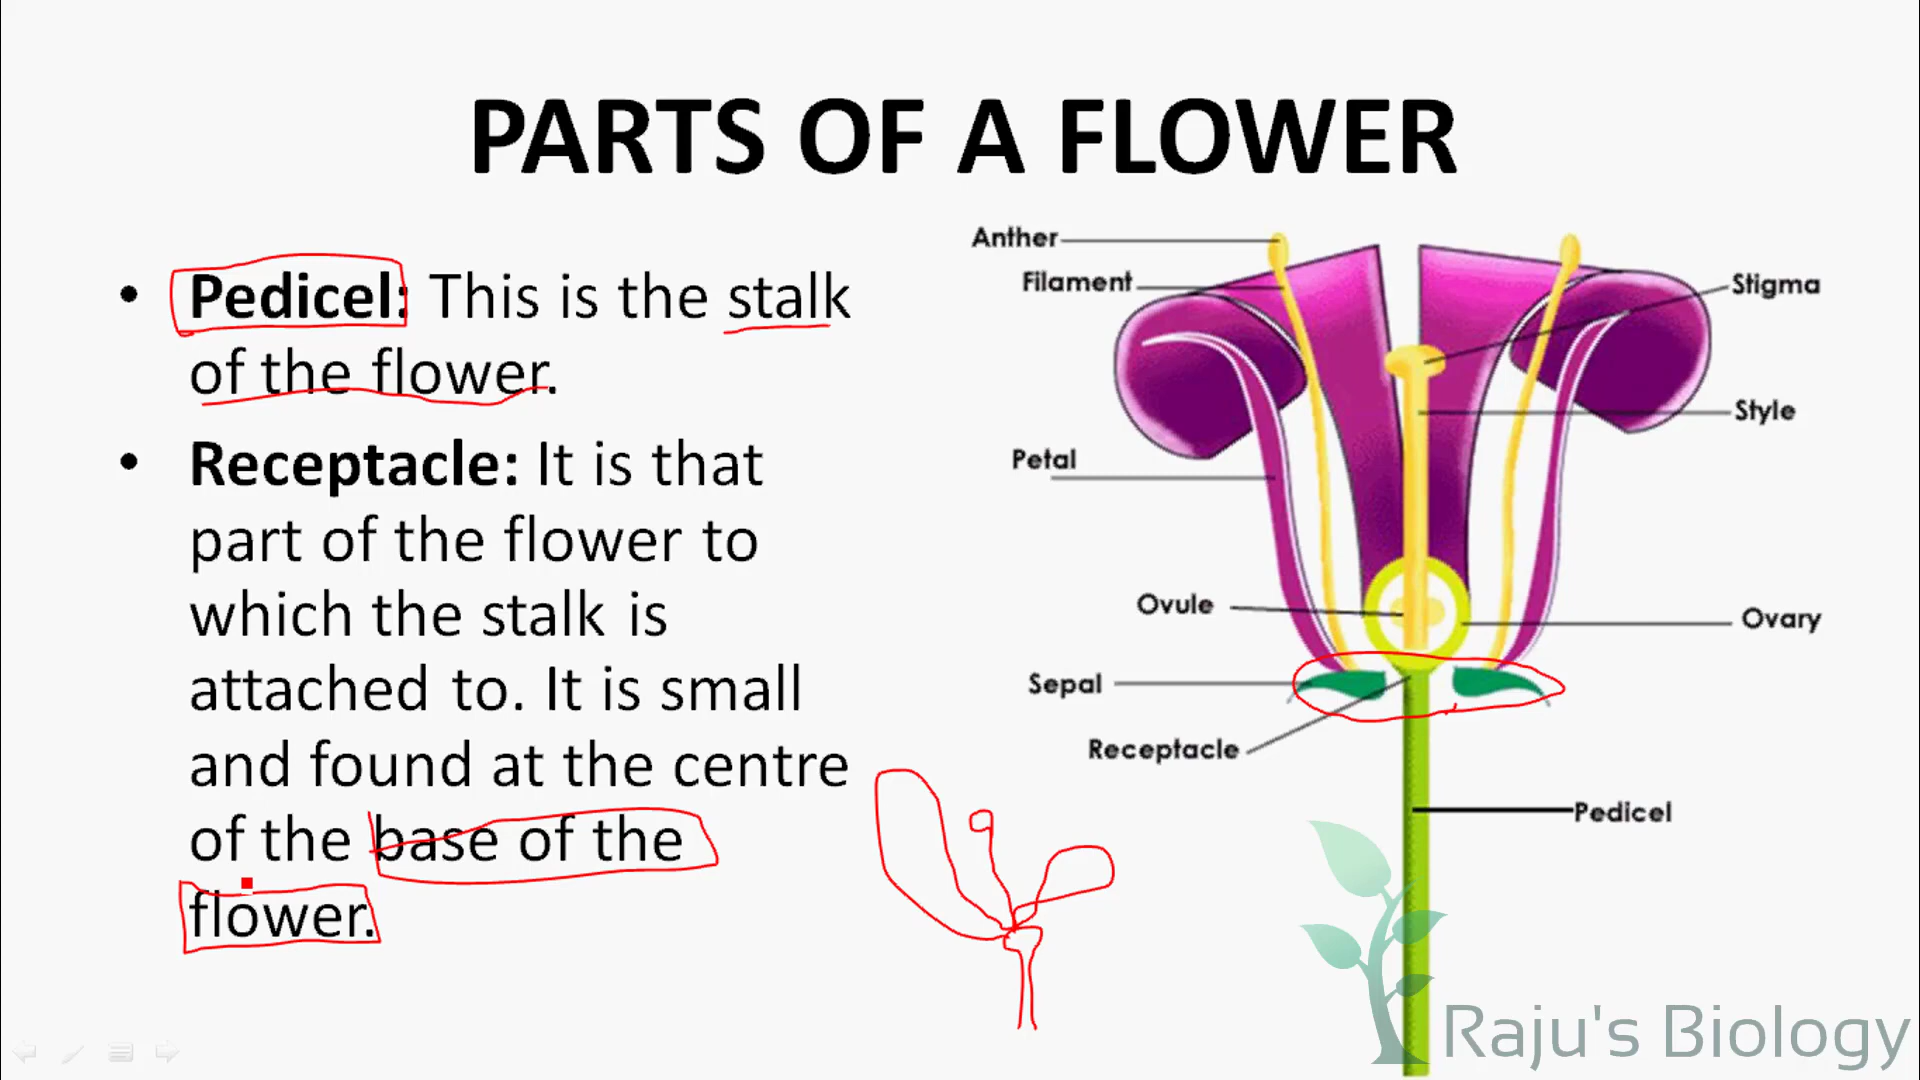 PARTS OF A FLOWER
• Pedicel: This is the stalk
of the flower.
• Receptacle: It is that
part of the flower to
which the stalk is
attached to. It is small
and found at the centre
of the base of the
flower.
Anther
Filament
Stigma
Style
Petal
Ovule
Ovary
Sepal
Receptacle
Pedicel
Raju's Biology